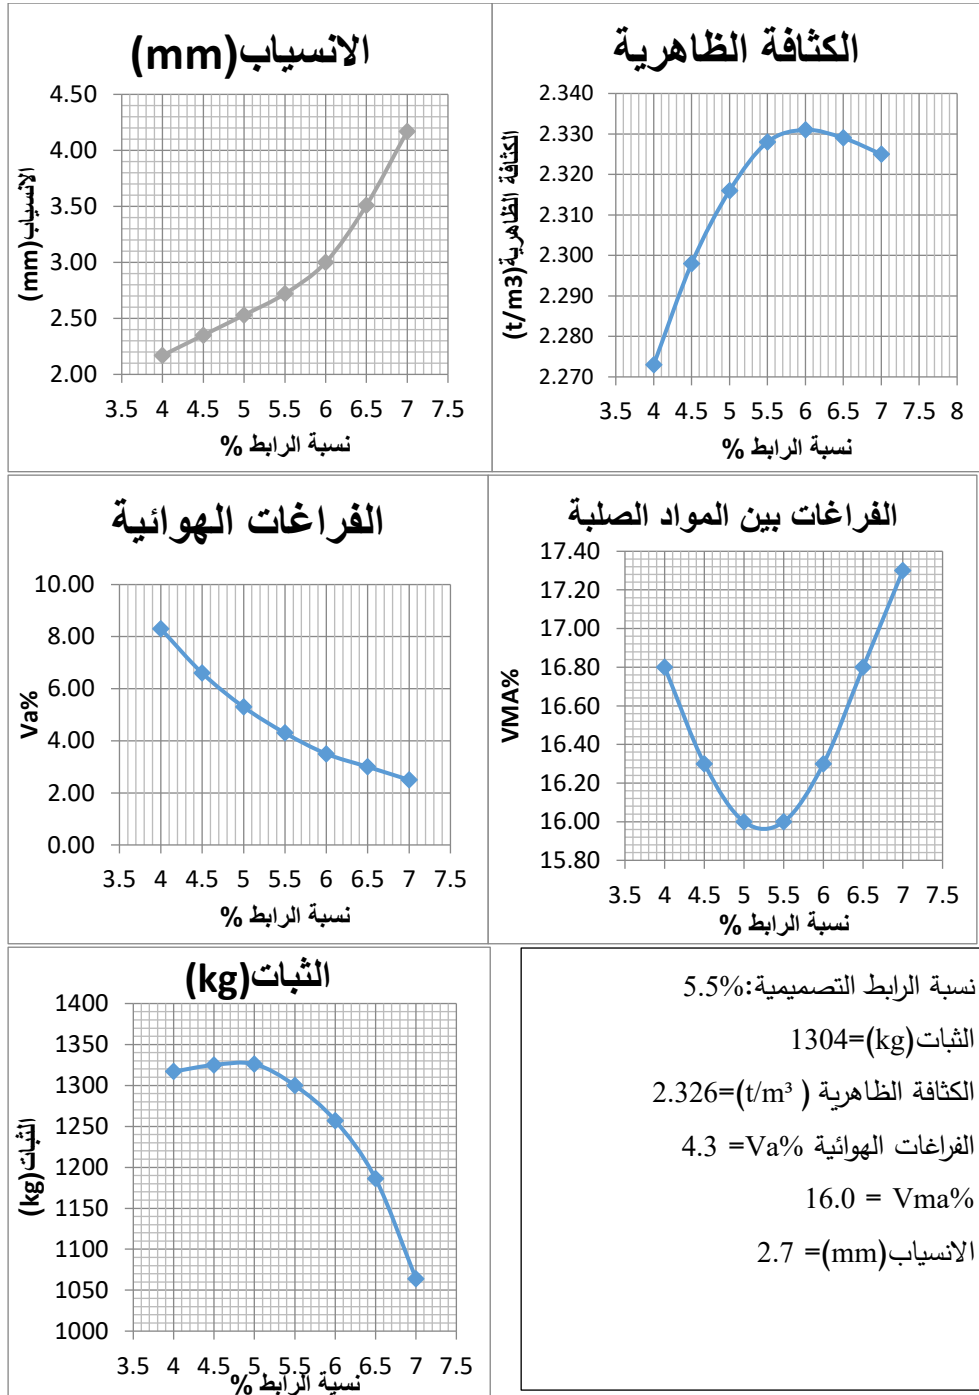 الانسياب(mm)
الانسياب(mm)
4.50
4.00
3.50
3.00
2.50
2.00
3.5 4 4.5 5 5.5 6 6.5 7 7.5
نسبة الرابط %
الكثافة الظاهرية
الكثافة الظاهرية(t/m3)
2.340
2.330
2.320
2.310
2.300
2.290
2.280
2.270
3.5 4 4.5 5 5.5 6 6.5 7 7.5 8
نسبة الرابط %
الفراغات الهوائية
Va%
10.00
8.00
6.00
4.00
2.00
0.00
3.5 4 4.5 5 5.5 6 6.5 7 7.5
نسبة الرابط %
الفراغات بين المواد الصلبة
VMA%
17.40
17.20
17.00
16.80
16.60
16.40
16.20
16.00
15.80
3.5 4 4.5 5 5.5 6 6.5 7 7.5
نسبة الرابط %
الثبات(kg)
الثبات(kg)
1400
1350
1300
1250
1200
1150
1100
1050
1000
3.5 4 4.5 5 5.5 6 6.5 7 7.5
نسبة الرابط %
نسبة الرابط التصميمية:5.5%
الثبات(kg)=1304
الكثافة الظاهرية ( t/m³)=2.326
الفراغات الهوائية Va%= 4.3
Vma% = 16.0
الانسياب(mm)= 2.7